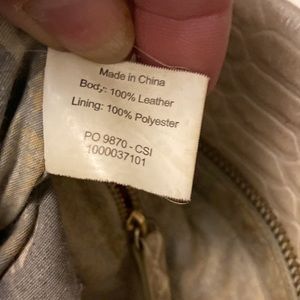 Made in China
Body: 100% Leather
Lining: 100% Polyester
PO 9870 - CSI
1000037101